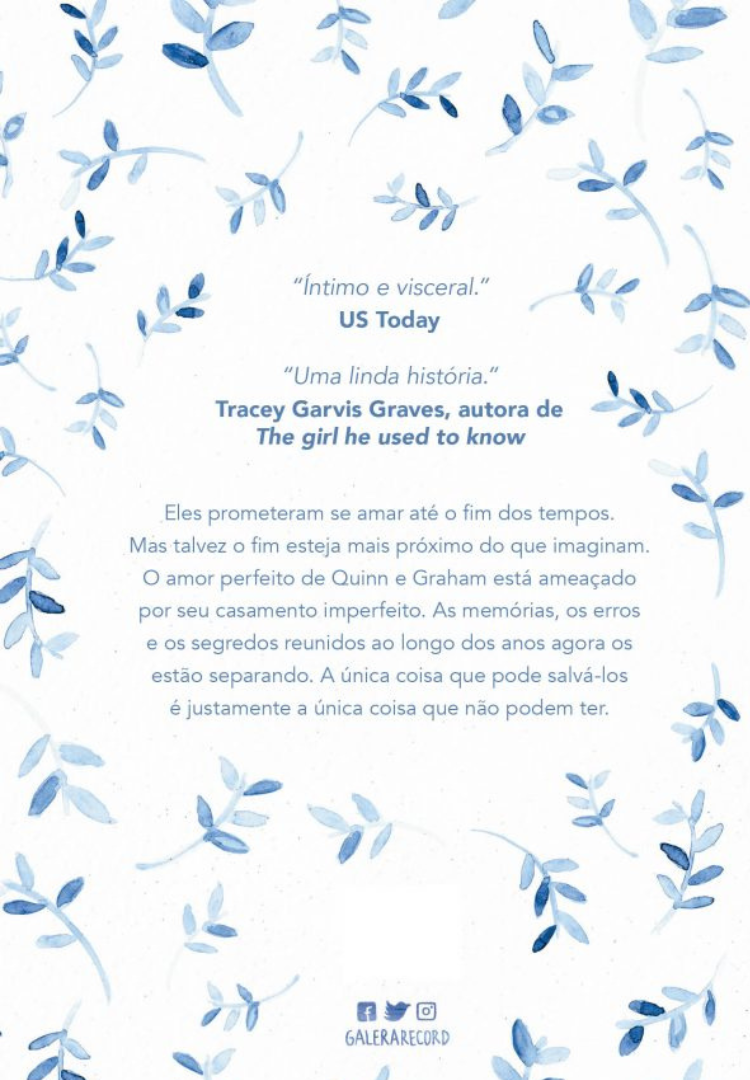 “Íntimo e visceral.”
US Today
“Uma linda história.”
Tracey Garvis Graves, autora de
The girl he used to know
Eles prometeram se amar até o fim dos tempos.
Mas talvez o fim esteja mais próximo do que imaginam.
O amor perfeito de Quinn e Graham está ameaçado
por seu casamento imperfeito. As memórias, os erros
e os segredos reunidos ao longo dos anos agora os
estão separando. A única coisa que pode salvá-los
é justamente a única coisa que não podem ter.
GALERARECORD